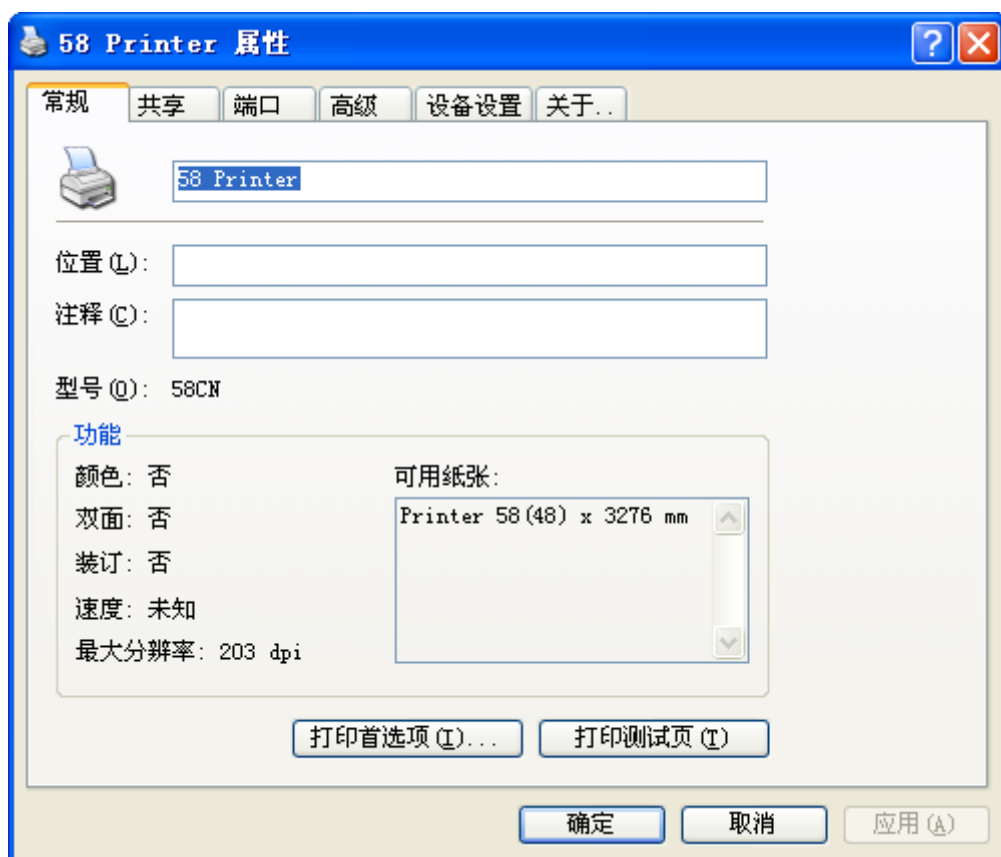 58 Printer 属性
常规 共享 端口 高级 设备设置 关于..
58 Printer
位置(L):
注释(C):
型号(O): 58CN
功能
颜色: 否 可用纸张:
双面: 否 Printer 58(48) x 3276 mm
装订: 否
速度: 未知
最大分辨率: 203 dpi
打印首选项(I)... 打印测试页(T)
确定 取消 应用(A)